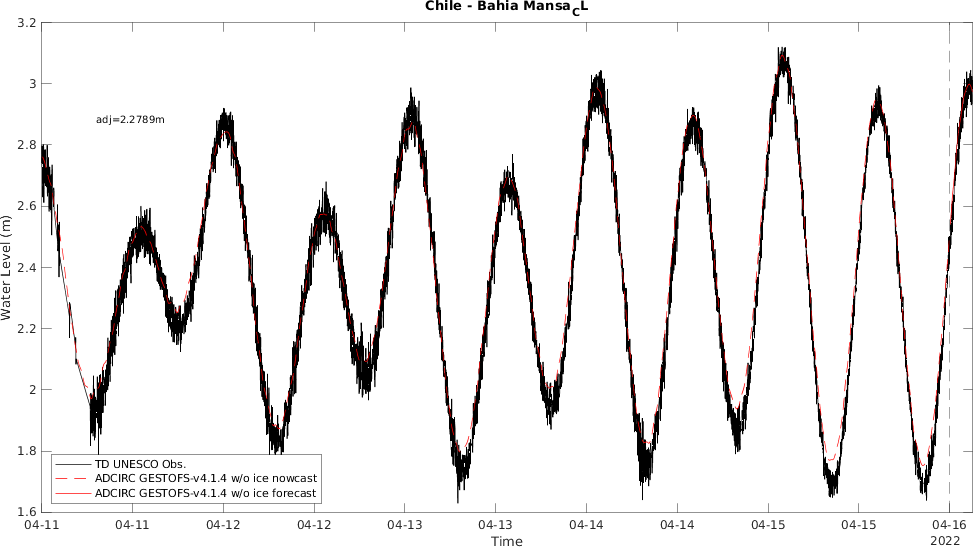 Chile - Bahia Mansa_CL
3.2
3
2.8
2.6
2.4
2.2
2
1.8
1.6
Water Level (m)
adj=2.2789m
TD UNESCO Obs.
ADCIRC GESTOFS-v4.1.4 w/o ice nowcast
ADCIRC GESTOFS-v4.1.4 w/o ice forecast
04-11 04-11 04-12 04-12 04-13 04-13 04-14 04-14 04-15 04-15 04-16
Time
2022